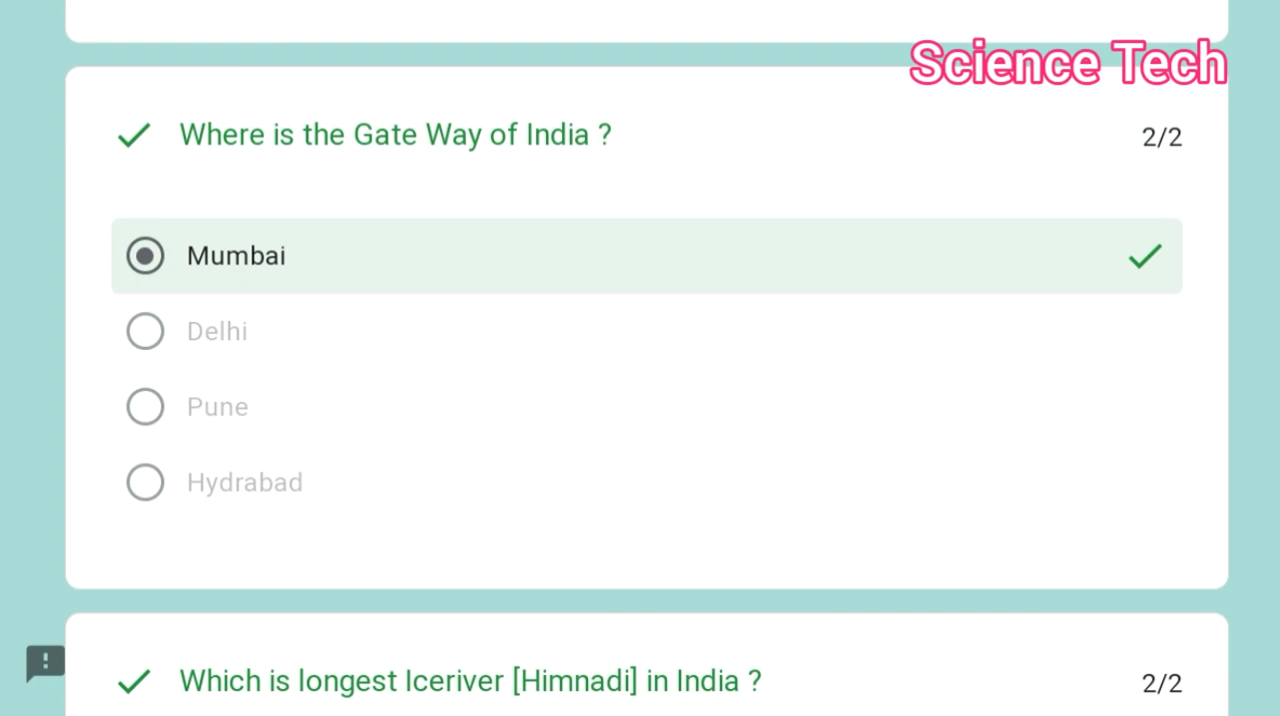 Science Tech
Where is the Gate Way of India ?
2/2
Mumbai
Delhi
Pune
Hydrabad
Which is longest Iceriver [Himnadi] in India ?
2/2